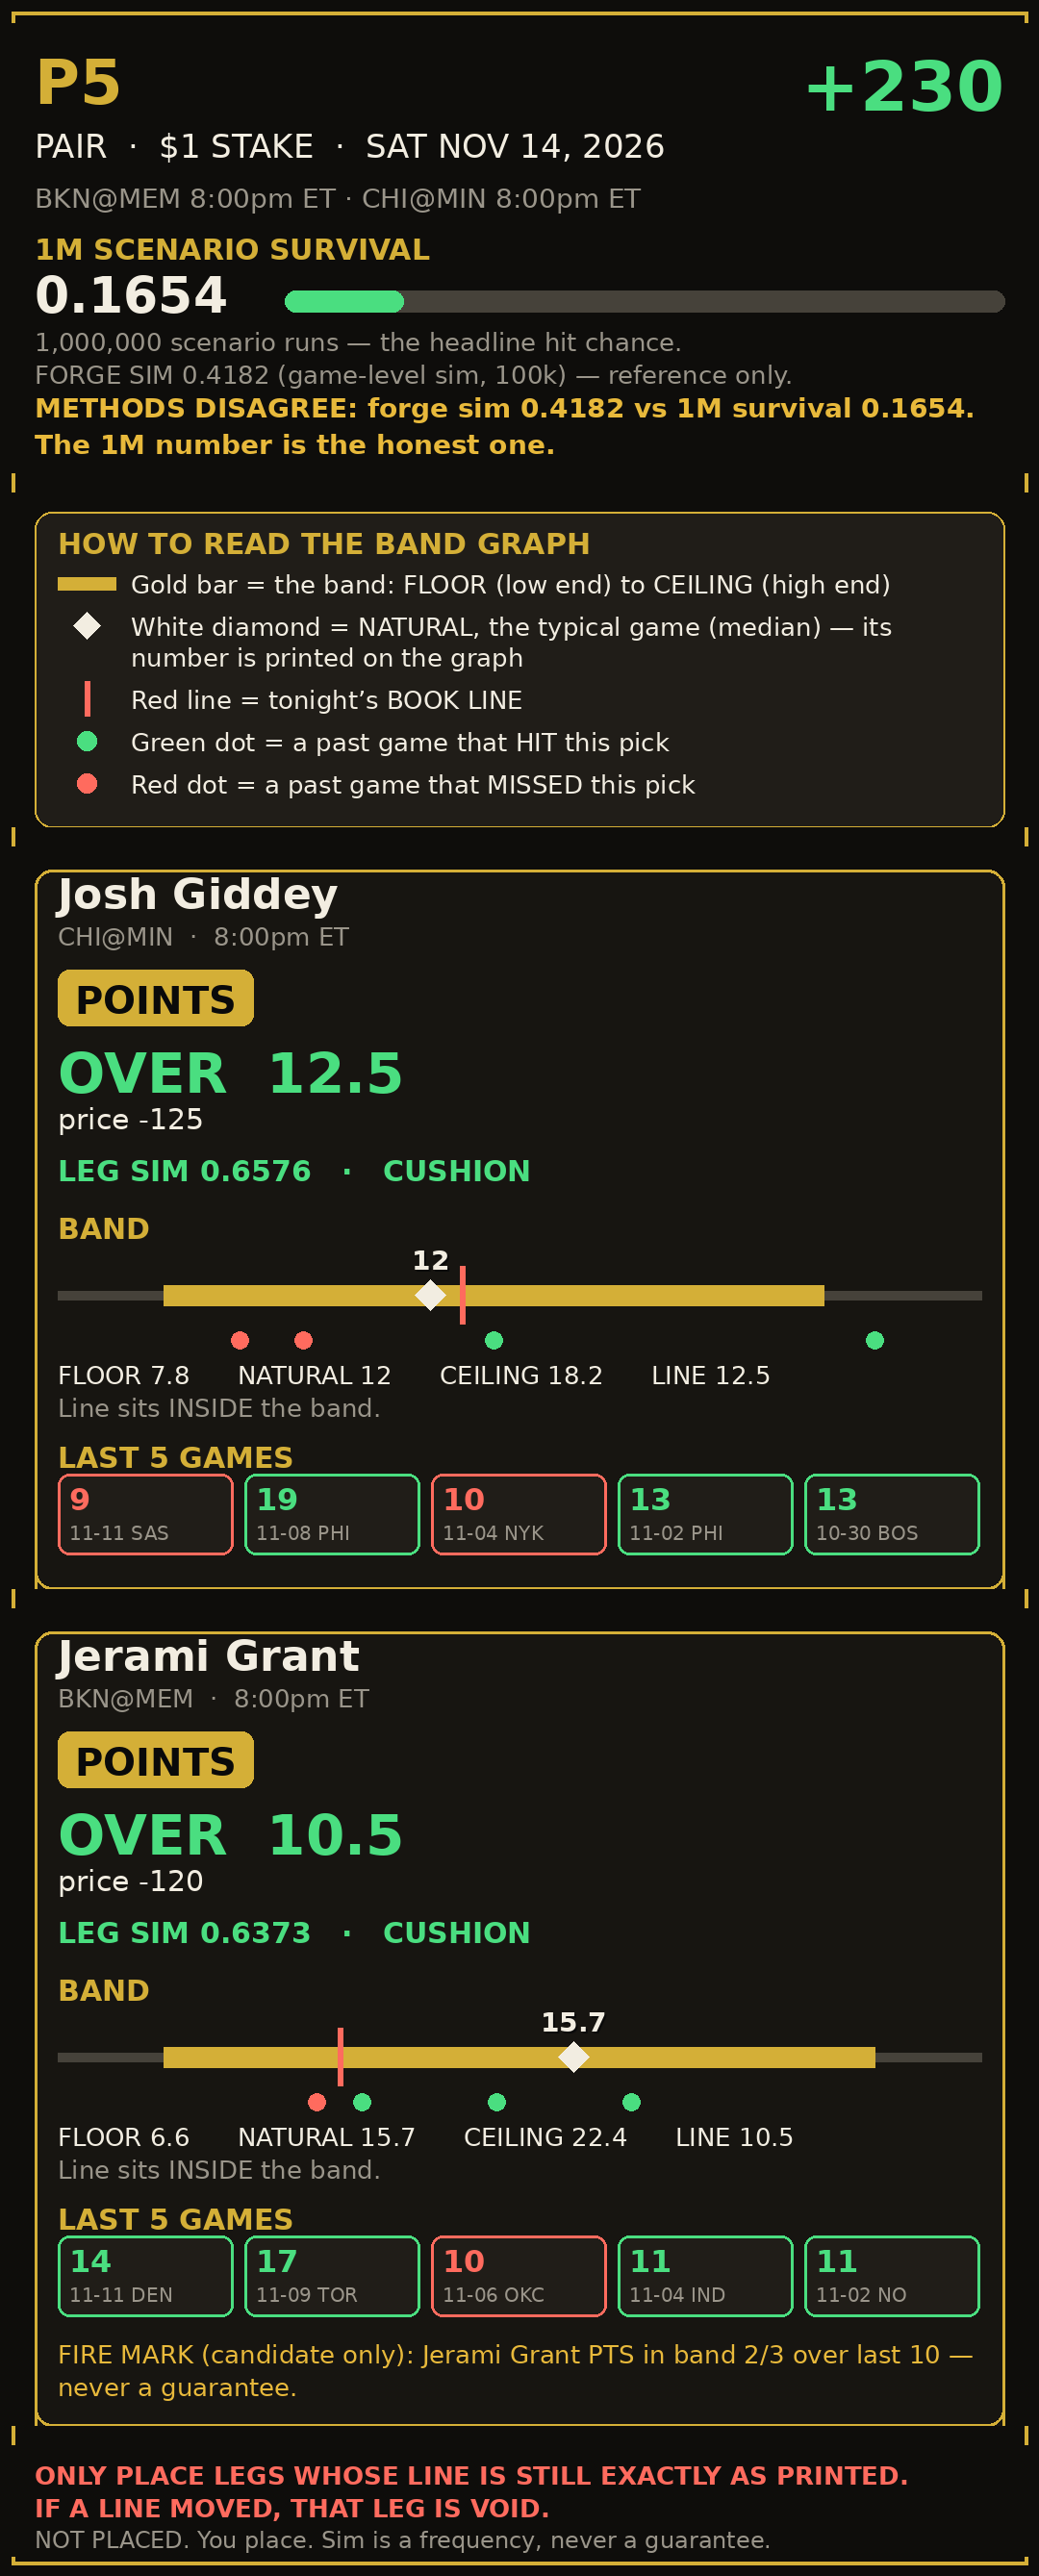 P5
+230
PAIR · $1 STAKE · SAT NOV 14, 2026
BKN@MEM 8:00pm ET · CHI@MIN 8:00pm ET
1M SCENARIO SURVIVAL
0.1654
1,000,000 scenario runs — the headline hit chance.
FORGE SIM 0.4182 (game-level sim, 100k) — reference only.
METHODS DISAGREE: forge sim 0.4182 vs 1M survival 0.1654.
The 1M number is the honest one.
HOW TO READ THE BAND GRAPH
Gold bar = the band: FLOOR (low end) to CEILING (high end)
White diamond = NATURAL, the typical game (median) — its
number is printed on the graph
Red line = tonight’s BOOK LINE
Green dot = a past game that HIT this pick
Red dot = a past game that MISSED this pick
Josh Giddey
CHI@MIN · 8:00pm ET
POINTS
OVER 12.5
price -125
LEG SIM 0.6576 · CUSHION
BAND
12
FLOOR 7.8 NATURAL 12 CEILING 18.2 LINE 12.5
Line sits INSIDE the band.
LAST 5 GAMES
9 19 10 13 13
11-11 SAS 11-08 PHI 11-04 NYK 11-02 PHI 10-30 BOS
Jerami Grant
BKN@MEM · 8:00pm ET
POINTS
OVER 10.5
price -120
LEG SIM 0.6373 · CUSHION
BAND
15.7
FLOOR 6.6 NATURAL 15.7 CEILING 22.4 LINE 10.5
Line sits INSIDE the band.
LAST 5 GAMES
14 17 10 11 11
11-11 DEN 11-09 TOR 11-06 OKC 11-04 IND 11-02 NO
FIRE MARK (candidate only): Jerami Grant PTS in band 2/3 over last 10 —
never a guarantee.
ONLY PLACE LEGS WHOSE LINE IS STILL EXACTLY AS PRINTED.
IF A LINE MOVED, THAT LEG IS VOID.
NOT PLACED. You place. Sim is a frequency, never a guarantee.